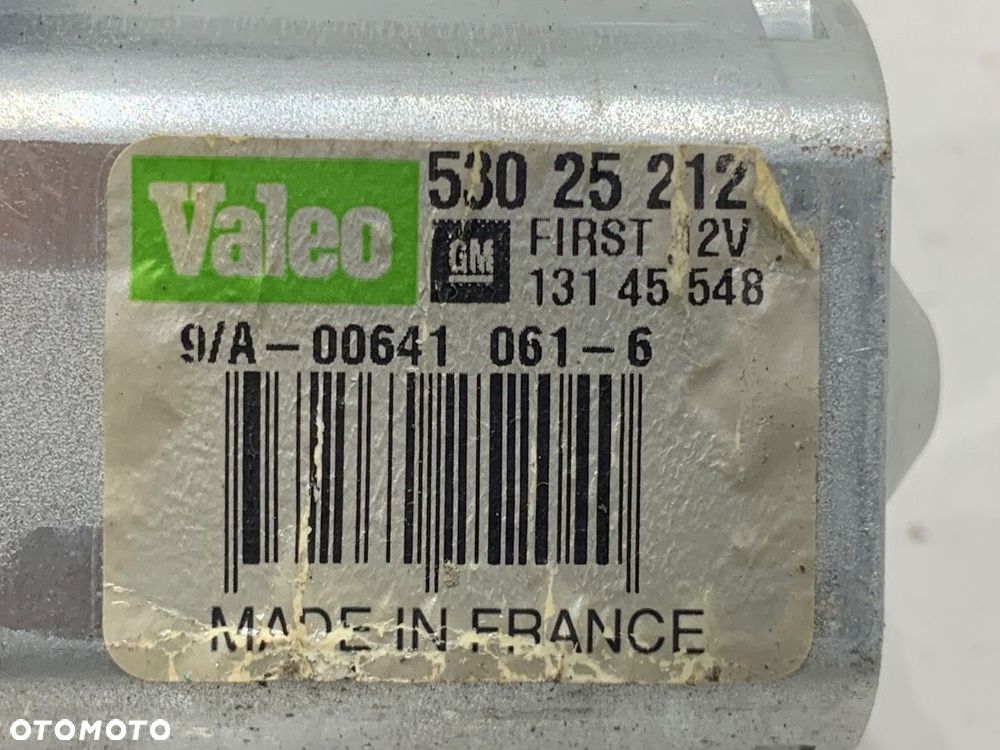 Valeo
530 25 212
GM
FIRST 12V
131 45 548
9/A-00641 061-6
MADE IN FRANCE
OTOMOTO